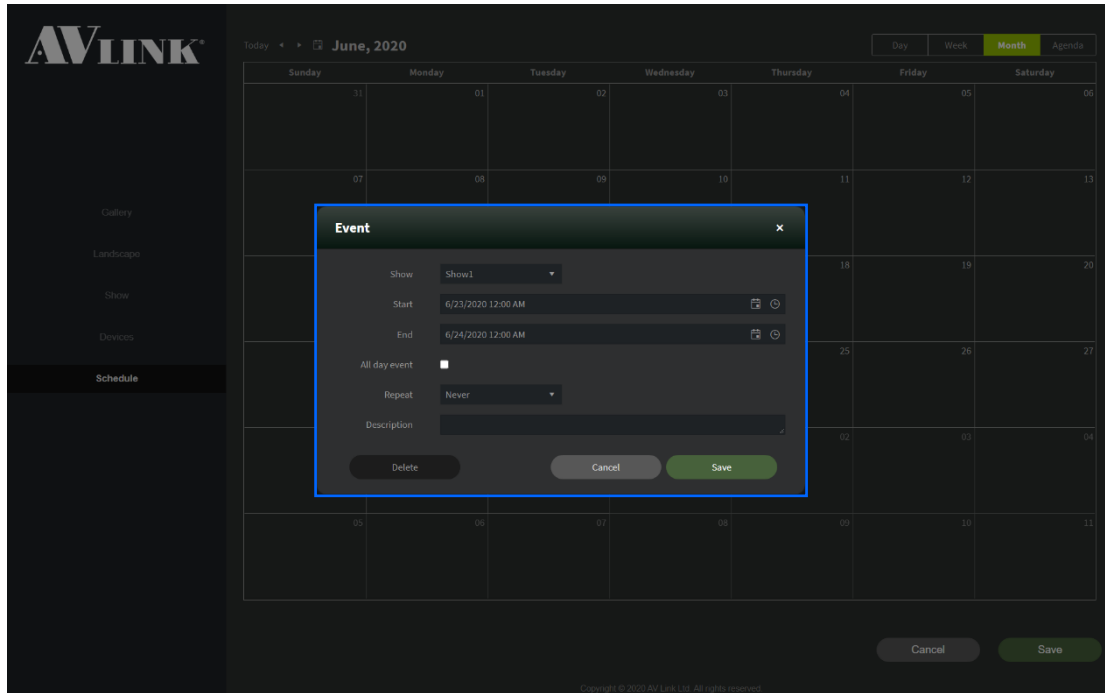 AVLINK®
Today June, 2020 Day Week Month Agenda
Sunday Monday Tuesday Wednesday Thursday Friday Saturday
31 01 02 03 04 05 06
07 08 09 10 11 12 13
Gallery
Landscape
Show
Devices
Schedule
Event ×
Show Show1
Start 6/23/2020 12:00 AM
End 6/24/2020 12:00 AM
All day event
Repeat Never
Description
Delete Cancel Save
18 19 20
25 26 27
02 03 04
05 06 07 08 09 10 11
Cancel Save
Copyright © 2020 AV Link Ltd. All rights reserved